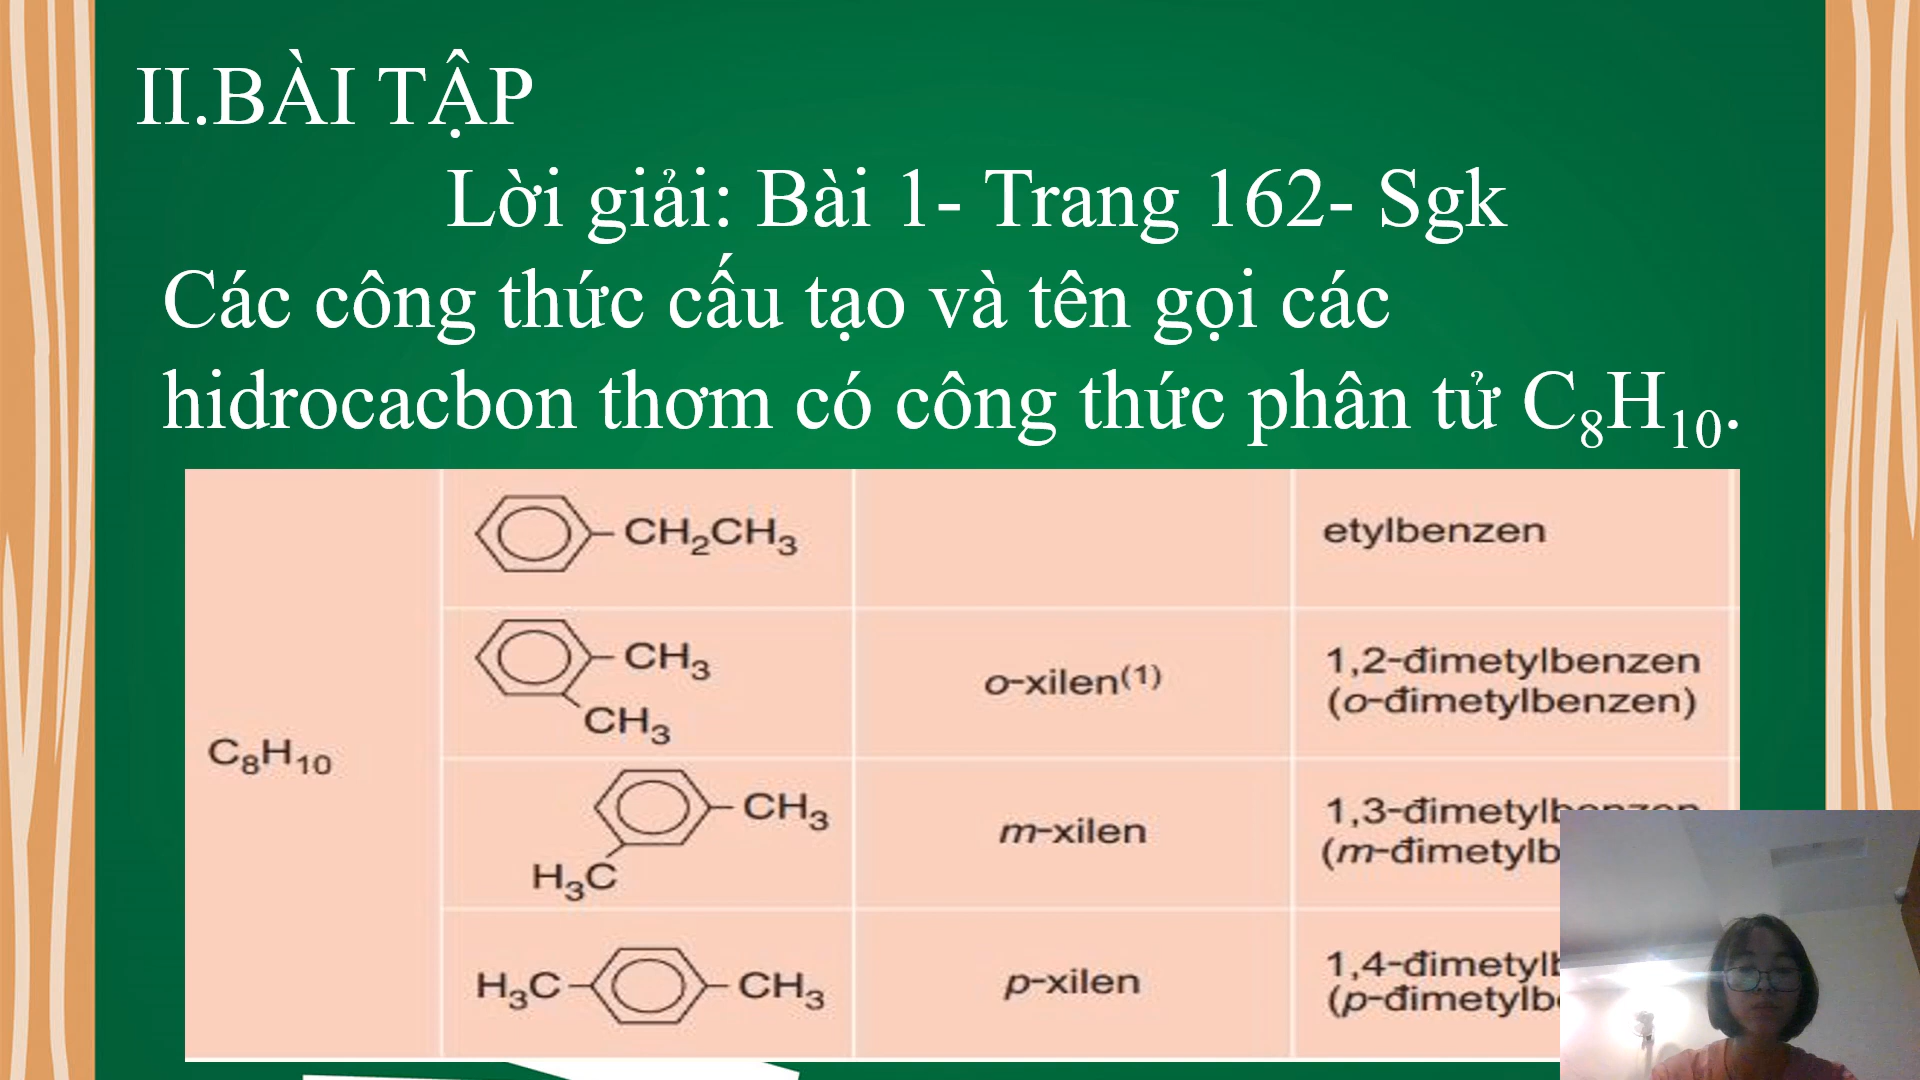 II.BÀI TẬP
Lời giải: Bài 1- Trang 162- Sgk
Các công thức cấu tạo và tên gọi các
hidrocacbon thơm có công thức phân tử C₈H₁₀.
CH₂CH₃
etylbenzen
CH₃
CH₃
o-xilen(1)
1,2-đimetylbenzen
(o-đimetylbenzen)
C₈H₁₀
CH₃
H₃C
m-xilen
1,3-đimetylbenzen
(m-đimetylb
H₃C
CH₃
p-xilen
1,4-đimetylb
(p-đimetylb